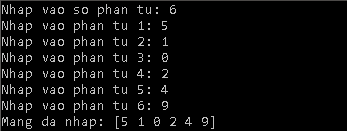 Nhap vao so phan tu: 6
Nhap vao phan tu 1: 5
Nhap vao phan tu 2: 1
Nhap vao phan tu 3: 0
Nhap vao phan tu 4: 2
Nhap vao phan tu 5: 4
Nhap vao phan tu 6: 9
Mang da nhap: [5 1 0 2 4 9]